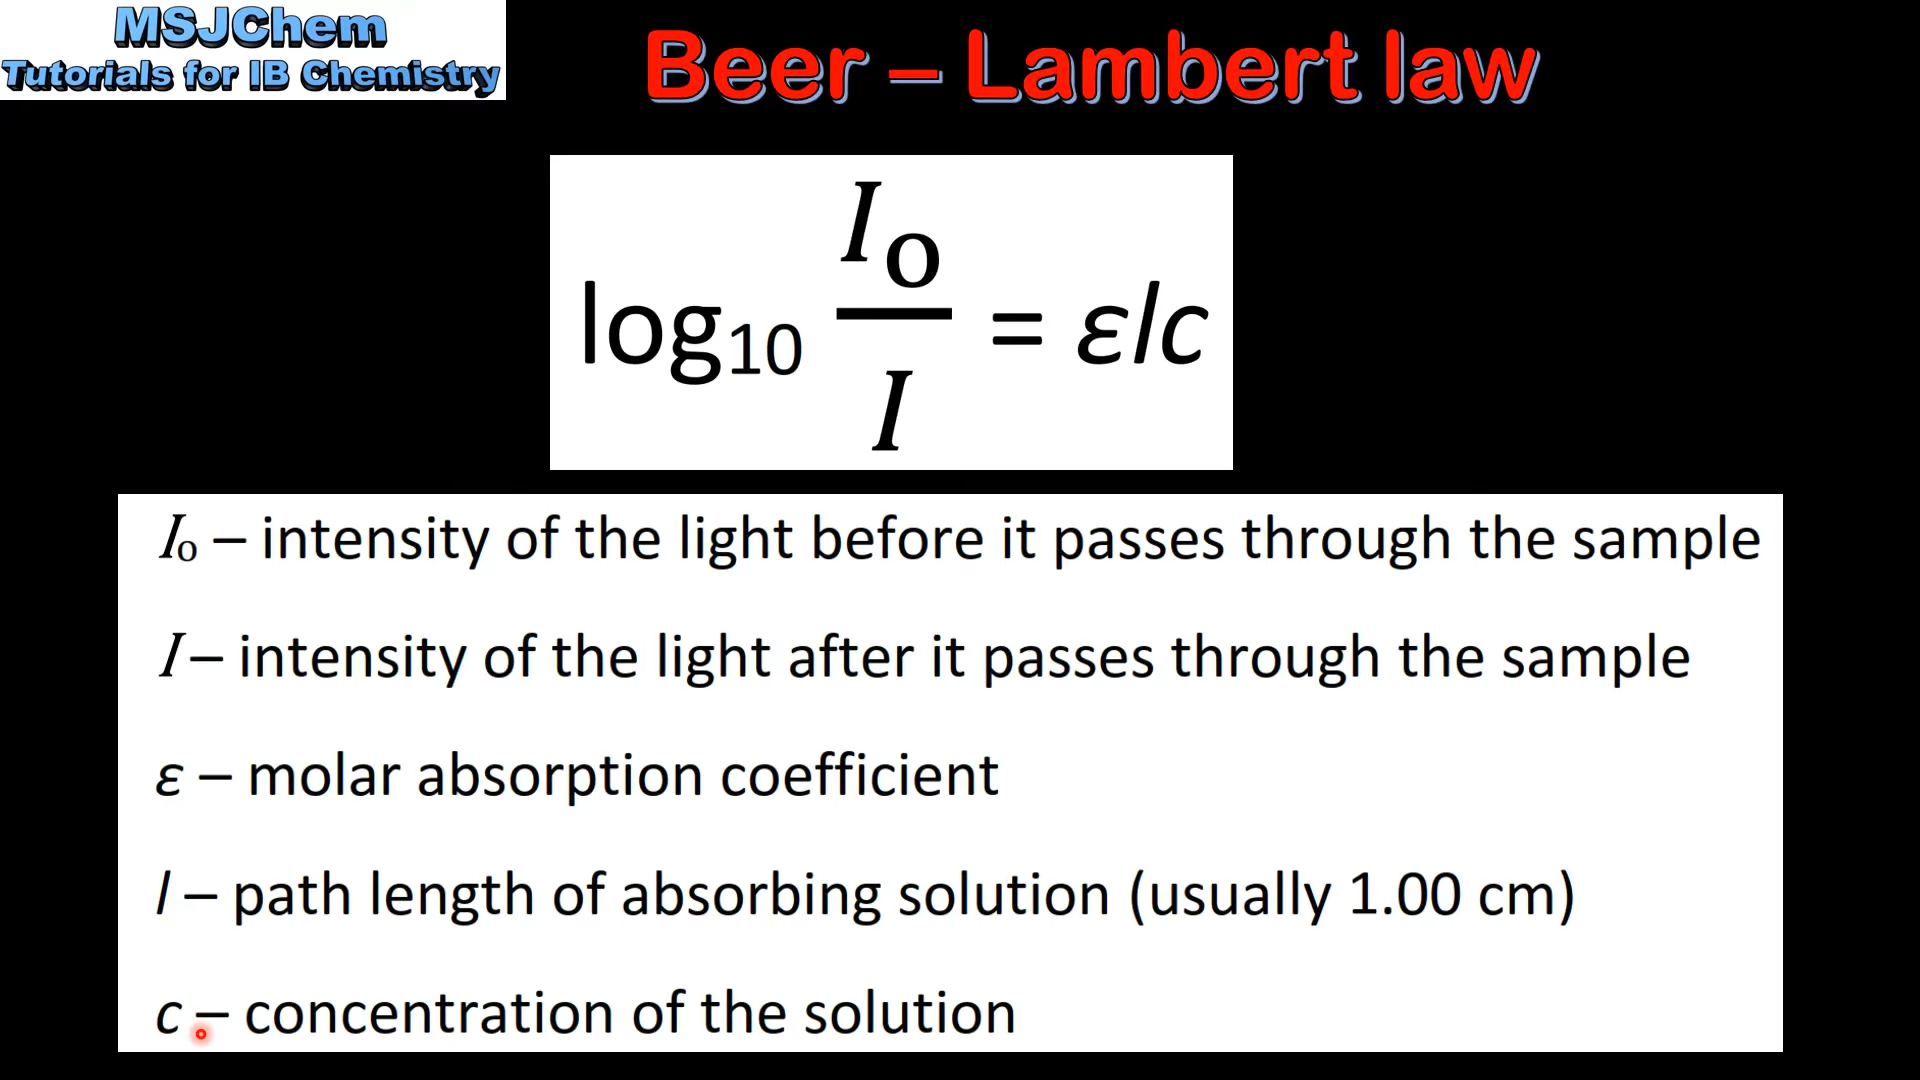 MSJChem
Tutorials for IB Chemistry
Beer – Lambert law
log₁₀ I₀/I = εlc
I₀ – intensity of the light before it passes through the sample
I – intensity of the light after it passes through the sample
ε – molar absorption coefficient
l – path length of absorbing solution (usually 1.00 cm)
c – concentration of the solution